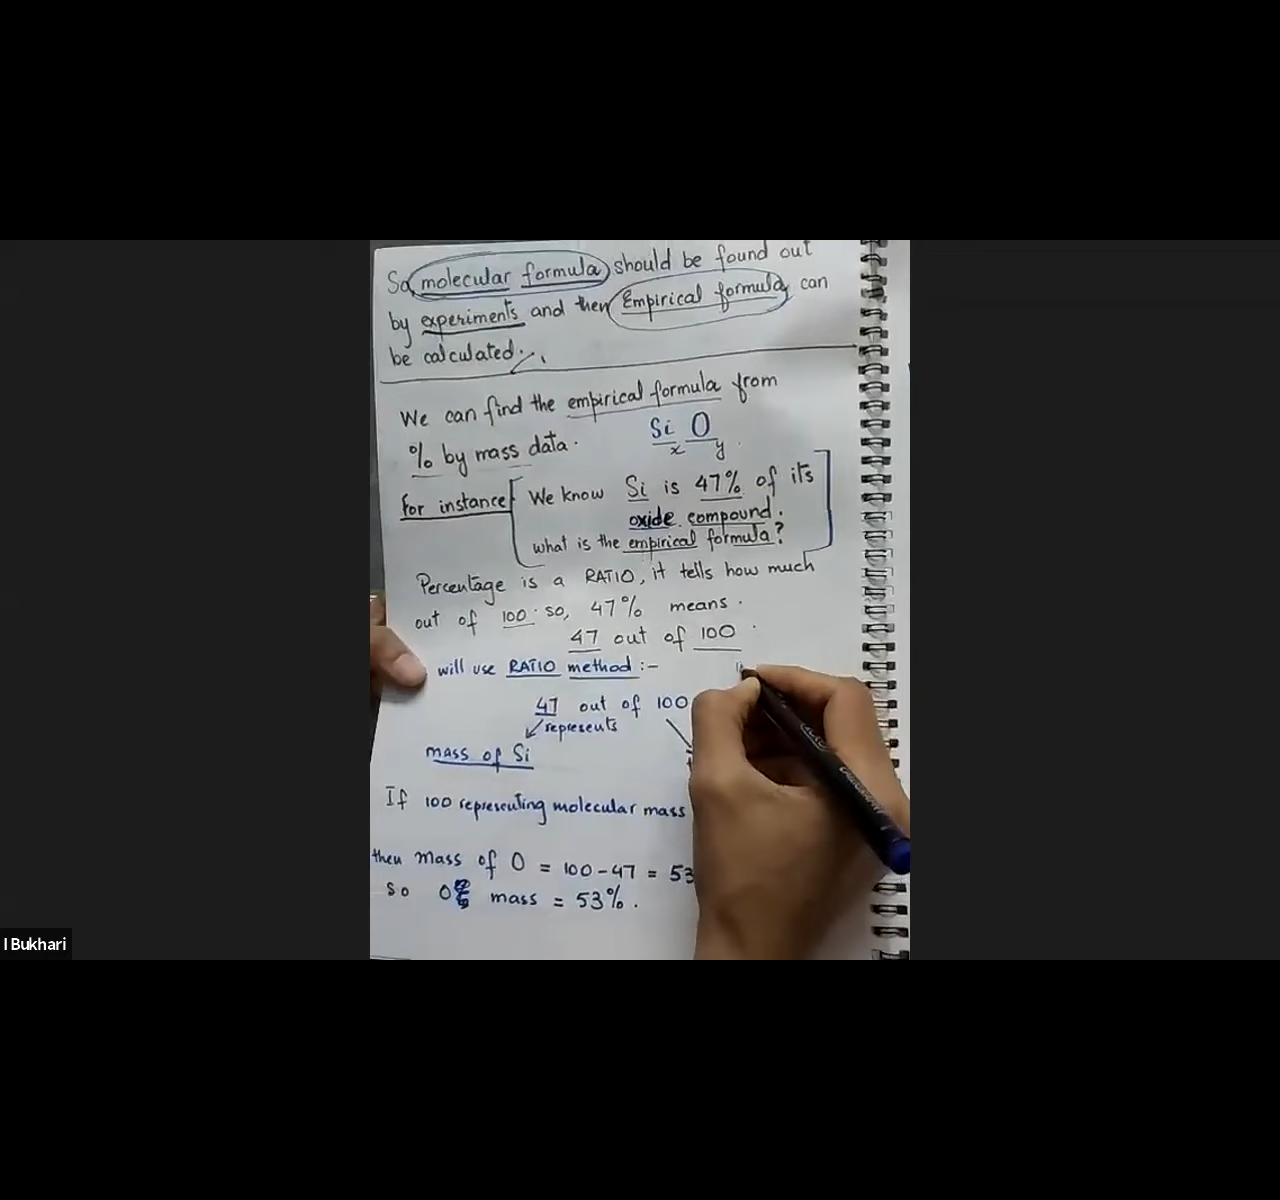 So, molecular formula should be found out
by experiments and then Empirical formula can
be calculated.
We can find the empirical formula from
% by mass data.
Si O
x y
for instance
We know Si is 47% of its
oxide compound.
what is the empirical formula?
Percentage is a RATIO, it tells how much
out of 100. so, 47% means.
47 out of 100
will use RATIO method :-
47 out of 100
represents
mass of Si
If 100 representing molecular mass
then Mass of O = 100 - 47 = 53
so O mass = 53%.
I Bukhari